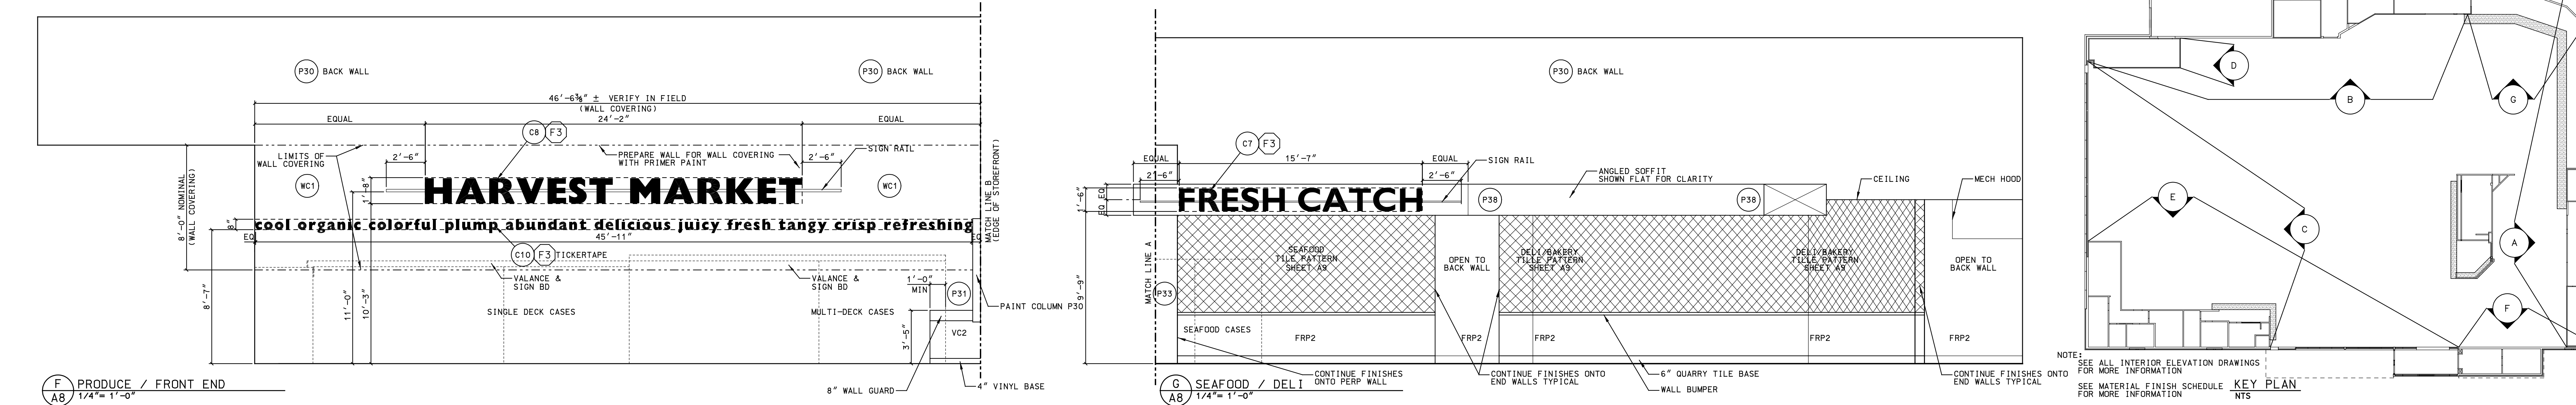 P30 BACK WALL
P30 BACK WALL
46'-6⅜" ± VERIFY IN FIELD
(WALL COVERING)
EQUAL
24'-2"
EQUAL
C8 F3
LIMITS OF
WALL COVERING
2'-6"
PREPARE WALL FOR WALL COVERING
WITH PRIMER PAINT
2'-6"
SIGN RAIL
8'-0" NOMINAL
(WALL COVERING)
WC1
1'-8"
HARVEST MARKET
WC1
8"
cool organic colorful plump abundant delicious juicy fresh tangy crisp refreshing
EQ
45'-11"
EQ
MATCH LINE B
(EDGE OF STOREFRONT)
C10 F3 TICKERTAPE
VALANCE &
SIGN BD
VALANCE &
SIGN BD
1'-0"
MIN
P31
8'-7"
11'-0"
10'-3"
SINGLE DECK CASES
MULTI-DECK CASES
PAINT COLUMN P30
3'-5"
VC2
8" WALL GUARD
4" VINYL BASE
F
A8
PRODUCE / FRONT END
1/4"= 1'-0"
P30 BACK WALL
C7 F3
EQUAL
15'-7"
EQUAL
SIGN RAIL
2'-6"
2'-6"
ANGLED SOFFIT
SHOWN FLAT FOR CLARITY
CEILING
MECH HOOD
1'-6"
EQ EQ
FRESH CATCH
P38
P38
MATCH LINE A
9'-9"
P33
SEAFOOD
TILE PATTERN
SHEET A9
OPEN TO
BACK WALL
DELI/BAKERY
TILLE PATTERN
SHEET A9
DELI/BAKERY
TILLE PATTERN
SHEET A9
OPEN TO
BACK WALL
SEAFOOD CASES
FRP2
FRP2
FRP2
FRP2
FRP2
CONTINUE FINISHES
ONTO PERP WALL
CONTINUE FINISHES ONTO
END WALLS TYPICAL
6" QUARRY TILE BASE
WALL BUMPER
CONTINUE FINISHES ONTO
END WALLS TYPICAL
G
A8
SEAFOOD / DELI
1/4"= 1'-0"
D
B
G
E
C
A
F
NOTE:
SEE ALL INTERIOR ELEVATION DRAWINGS
FOR MORE INFORMATION
SEE MATERIAL FINISH SCHEDULE
FOR MORE INFORMATION
KEY PLAN
NTS